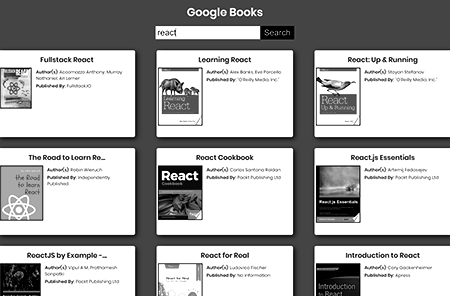 Google Books
react
Search
Fullstack React
Author(s): Accomazzo Anthony, Murray
Nathaniel, Ari Lerner
Published By: Fullstack.IO
Learning React
Author(s): Alex Banks, Eve Porcello
Published By: "O'Reilly Media, Inc."
Learning
React
React: Up & Running
Author(s): Stoyan Stefanov
Published By: "O'Reilly Media, Inc."
React
Up & Running
The Road to Learn Re...
Author(s): Robin Wieruch
Published By: Independently
Published
the Road
to learn
React
React Cookbook
Author(s): Carlos Santana Roldan
Published By: Packt Publishing Ltd
React
Cookbook
React.js Essentials
Author(s): Artemij Fedosejev
Published By: Packt Publishing Ltd
ReactJS by Example -...
Author(s): Vipul A M, Prathamesh
Sonpatki
Published By: Packt Publishing Ltd
React for Real
Author(s): Ludovico Fischer
Published By: No Information
React for Real
Introduction to React
Author(s): Cory Gackenheimer
Published By: Apress
Introduction to
React